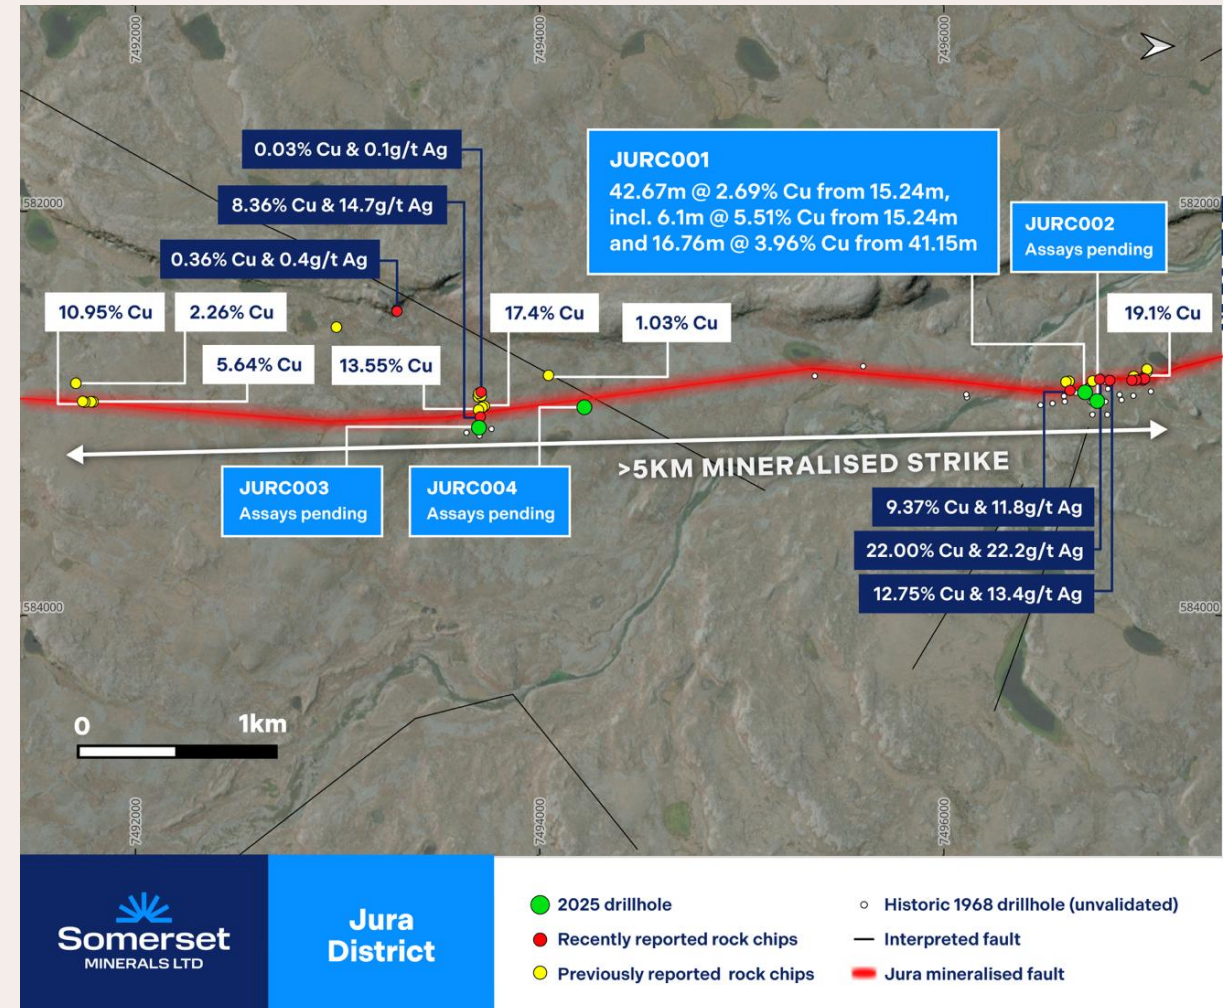 7492000
7494000
7496000
582000
582000
0.03% Cu & 0.1g/t Ag
8.36% Cu & 14.7g/t Ag
0.36% Cu & 0.4g/t Ag
JURC001
42.67m @ 2.69% Cu from 15.24m,
incl. 6.1m @ 5.51% Cu from 15.24m
and 16.76m @ 3.96% Cu from 41.15m
JURC002
Assays pending
10.95% Cu
2.26% Cu
5.64% Cu
13.55% Cu
17.4% Cu
1.03% Cu
19.1% Cu
>5KM MINERALISED STRIKE
JURC003
Assays pending
JURC004
Assays pending
9.37% Cu & 11.8g/t Ag
22.00% Cu & 22.2g/t Ag
12.75% Cu & 13.4g/t Ag
584000
584000
0 1km
7492000
7494000
7496000
Somerset
MINERALS LTD
Jura
District
2025 drillhole
Recently reported rock chips
Previously reported rock chips
Historic 1968 drillhole (unvalidated)
Interpreted fault
Jura mineralised fault